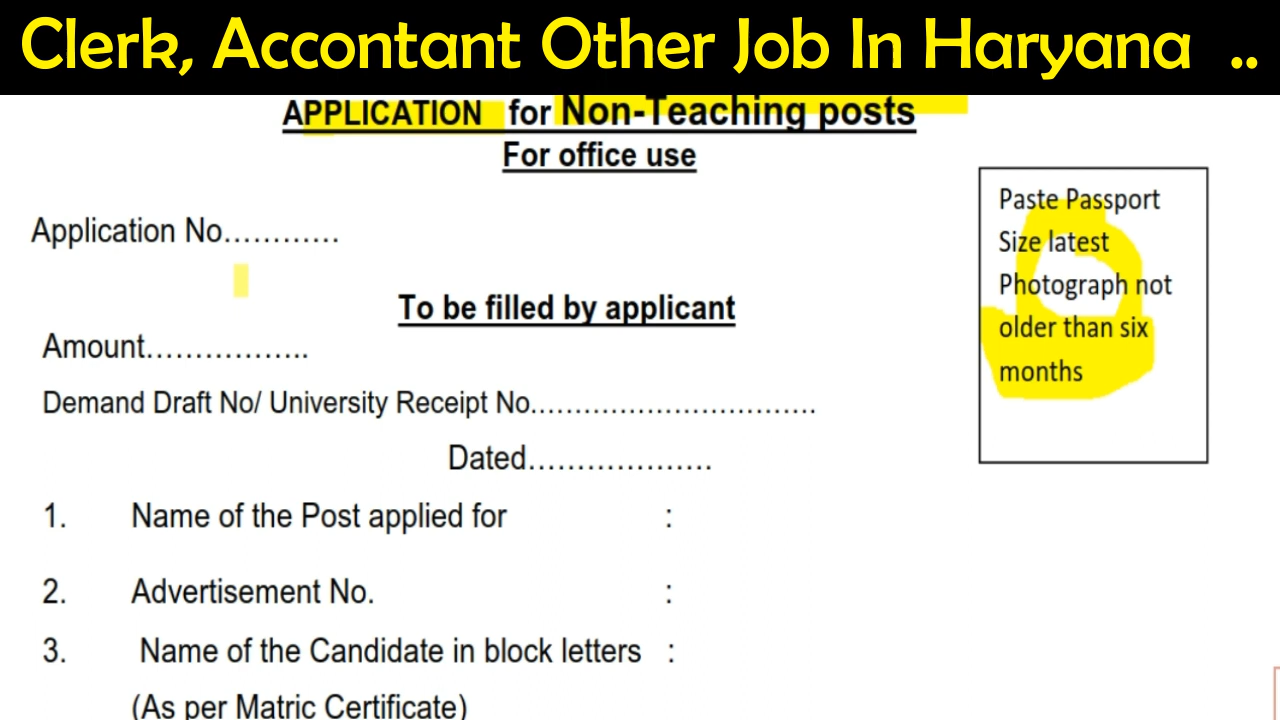 Clerk, Accontant Other Job In Haryana ..
APPLICATION for Non-Teaching posts
For office use
Paste Passport
Size latest
Photograph not
older than six
months
Application No…………
To be filled by applicant
Amount……………..
Demand Draft No/ University Receipt No.………………………….
Dated……………….
1. Name of the Post applied for :
2. Advertisement No. :
3. Name of the Candidate in block letters :
(As per Matric Certificate)